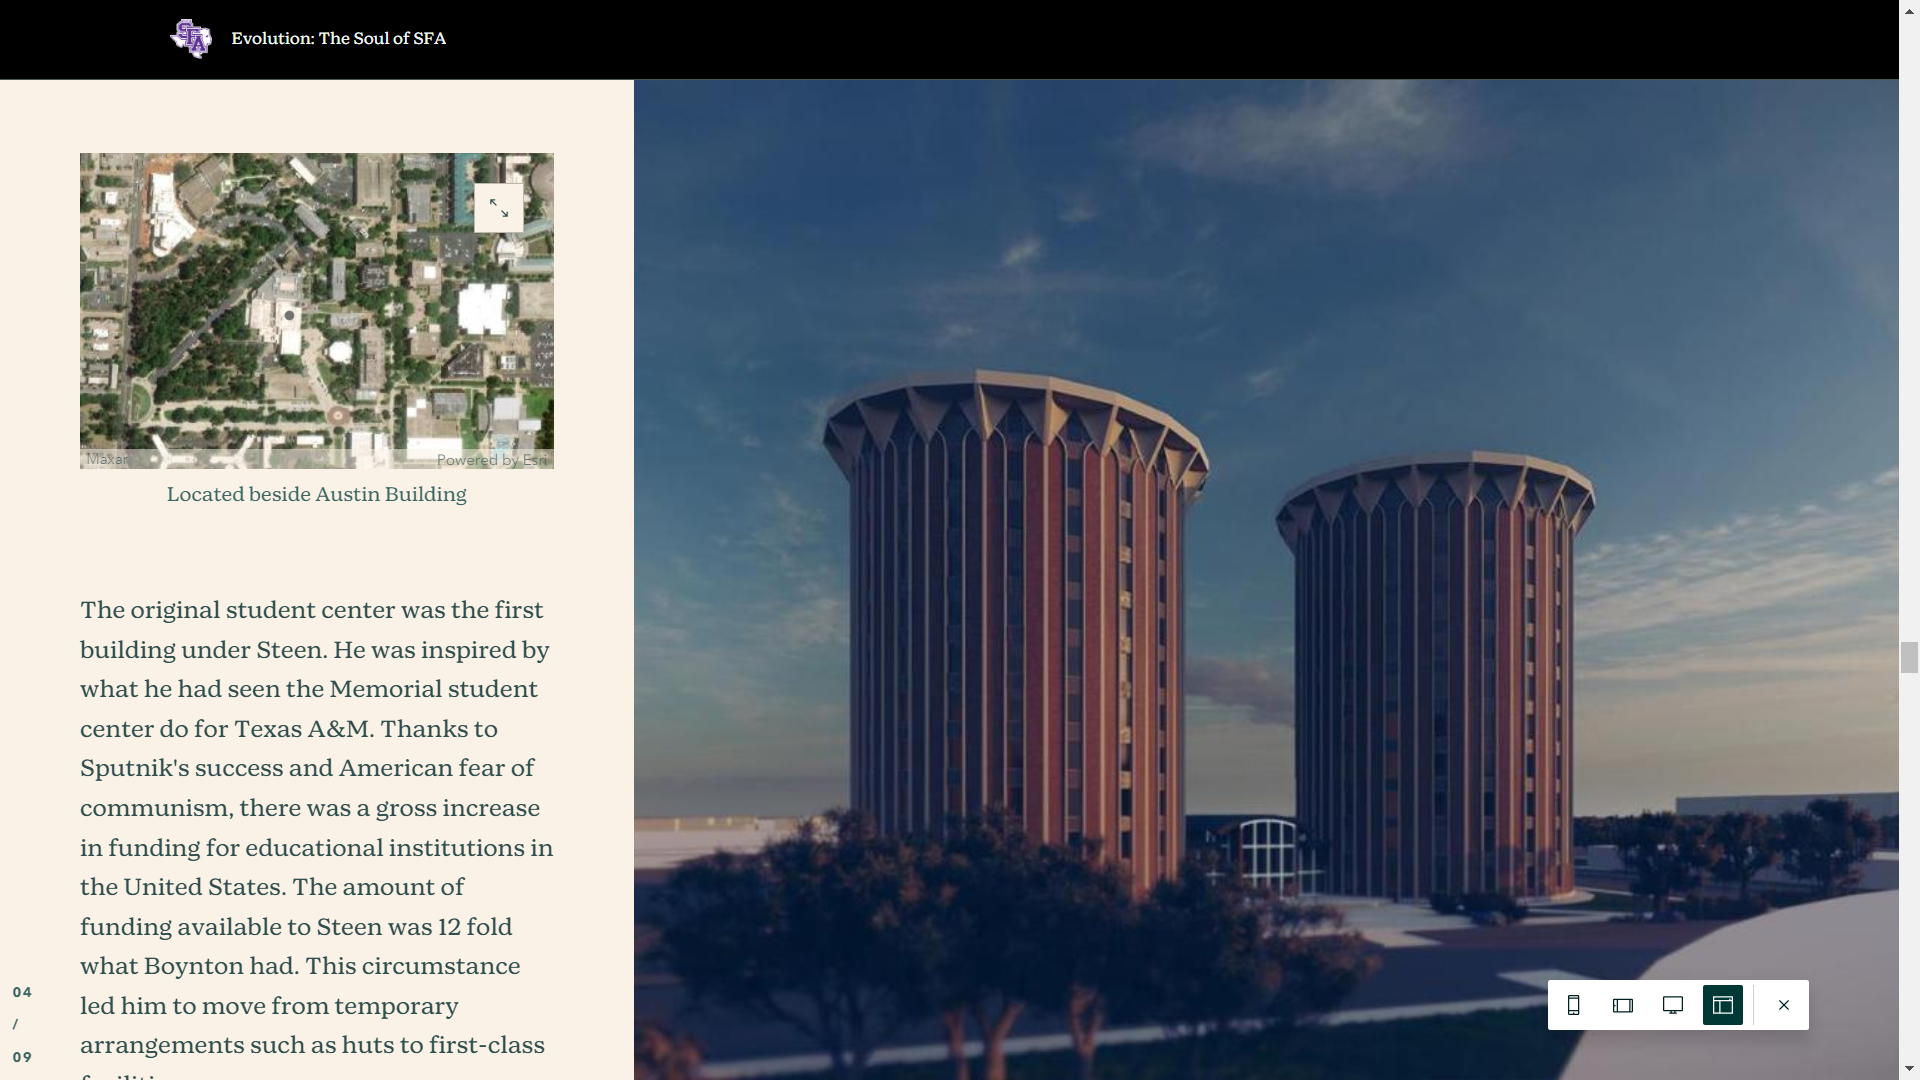 SFA
Evolution: The Soul of SFA
Maxar
Powered by Esri
Located beside Austin Building
The original student center was the first
building under Steen. He was inspired by
what he had seen the Memorial student
center do for Texas A&M. Thanks to
Sputnik's success and American fear of
communism, there was a gross increase
in funding for educational institutions in
the United States. The amount of
funding available to Steen was 12 fold
what Boynton had. This circumstance
led him to move from temporary
arrangements such as huts to first-class
04
/
09